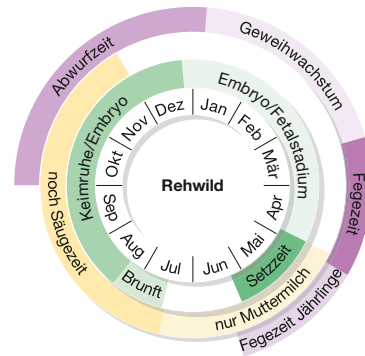 Abwurfzeit
Geweihwachstum
Fegezeit
Fegezeit Jährlinge
noch Säugezeit
nur Muttermilch
Keimruhe/Embryo
Embryo/Fetalstadium
Setzzeit
Brunft
Jan
Feb
Mär
Apr
Mai
Jun
Jul
Aug
Sep
Okt
Nov
Dez
Rehwild